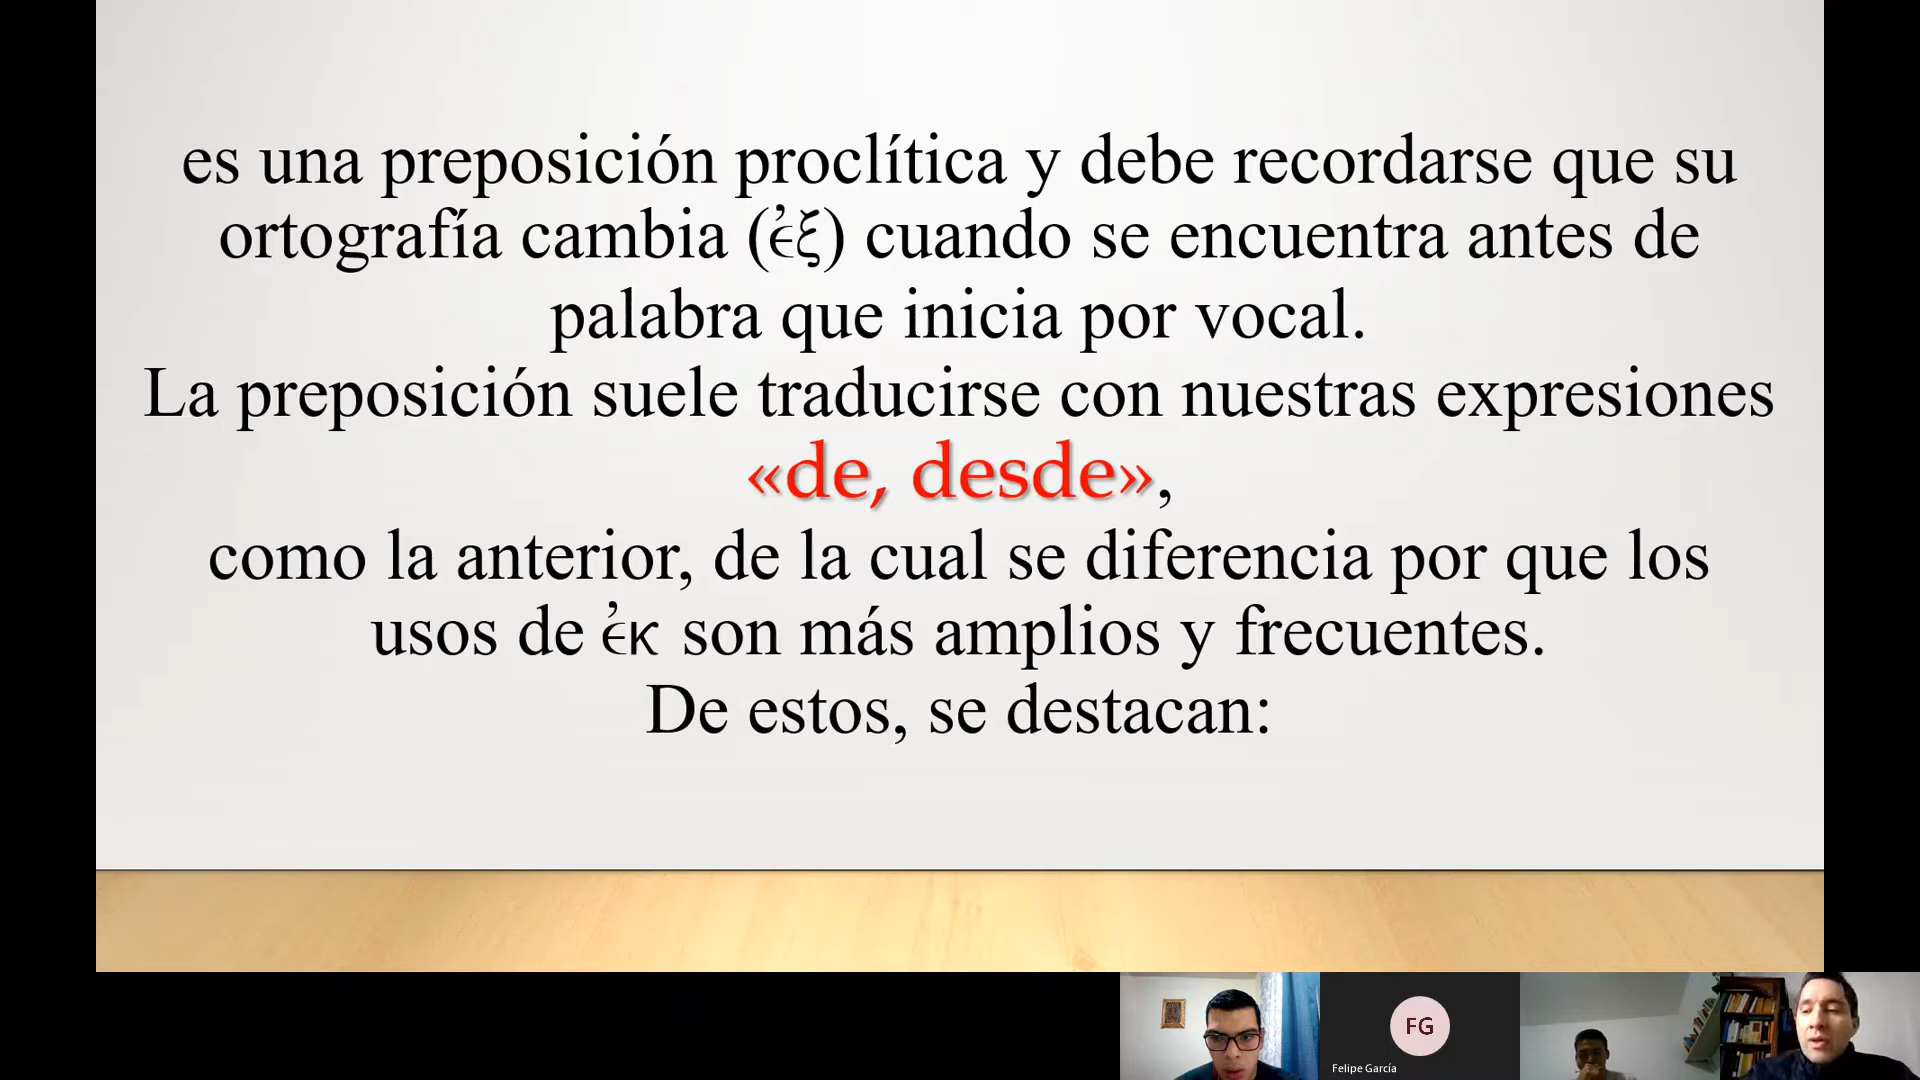 es una preposición proclítica y debe recordarse que su
ortografía cambia (ἐξ) cuando se encuentra antes de
palabra que inicia por vocal.
La preposición suele traducirse con nuestras expresiones
«de, desde»,
como la anterior, de la cual se diferencia por que los
usos de ἐκ son más amplios y frecuentes.
De estos, se destacan:
FG
Felipe García